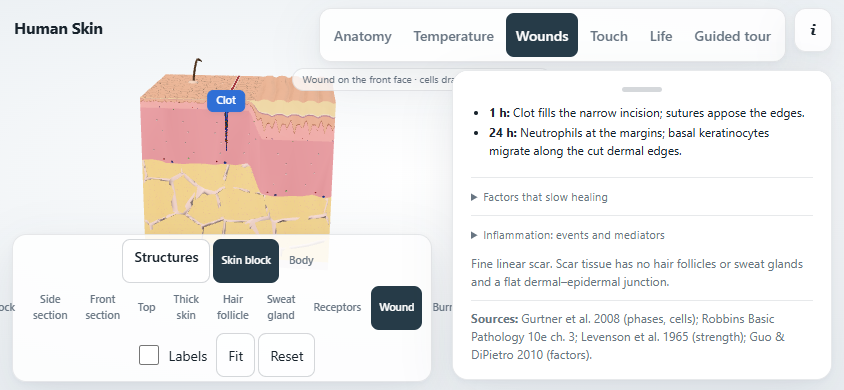 Human Skin
Anatomy
Temperature
Wounds
Touch
Life
Guided tour
i
Wound on the front face · cells
Clot
1 h: Clot fills the narrow incision; sutures appose the edges.
24 h: Neutrophils at the margins; basal keratinocytes
migrate along the cut dermal edges.
Factors that slow healing
Inflammation: events and mediators
Fine linear scar. Scar tissue has no hair follicles or sweat glands
and a flat dermal–epidermal junction.
Sources: Gurtner et al. 2008 (phases, cells); Robbins Basic
Pathology 10e ch. 3; Levenson et al. 1965 (strength); Guo &
DiPietro 2010 (factors).
Structures
Skin block
Body
Side
section
Front
section
Top
Thick
skin
Hair
follicle
Sweat
gland
Receptors
Wound
Labels
Fit
Reset